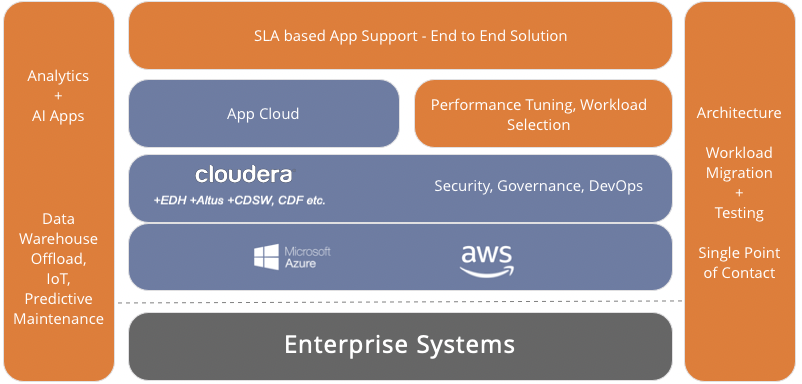 Analytics
+
AI Apps
Data
Warehouse
Offload,
IoT,
Predictive
Maintenance
SLA based App Support - End to End Solution
App Cloud
Performance Tuning, Workload
Selection
cloudera
+EDH +Altus +CDSW, CDF etc.
Security, Governance, DevOps
Microsoft
Azure
aws
Enterprise Systems
Architecture
Workload
Migration
+
Testing
Single Point
of Contact